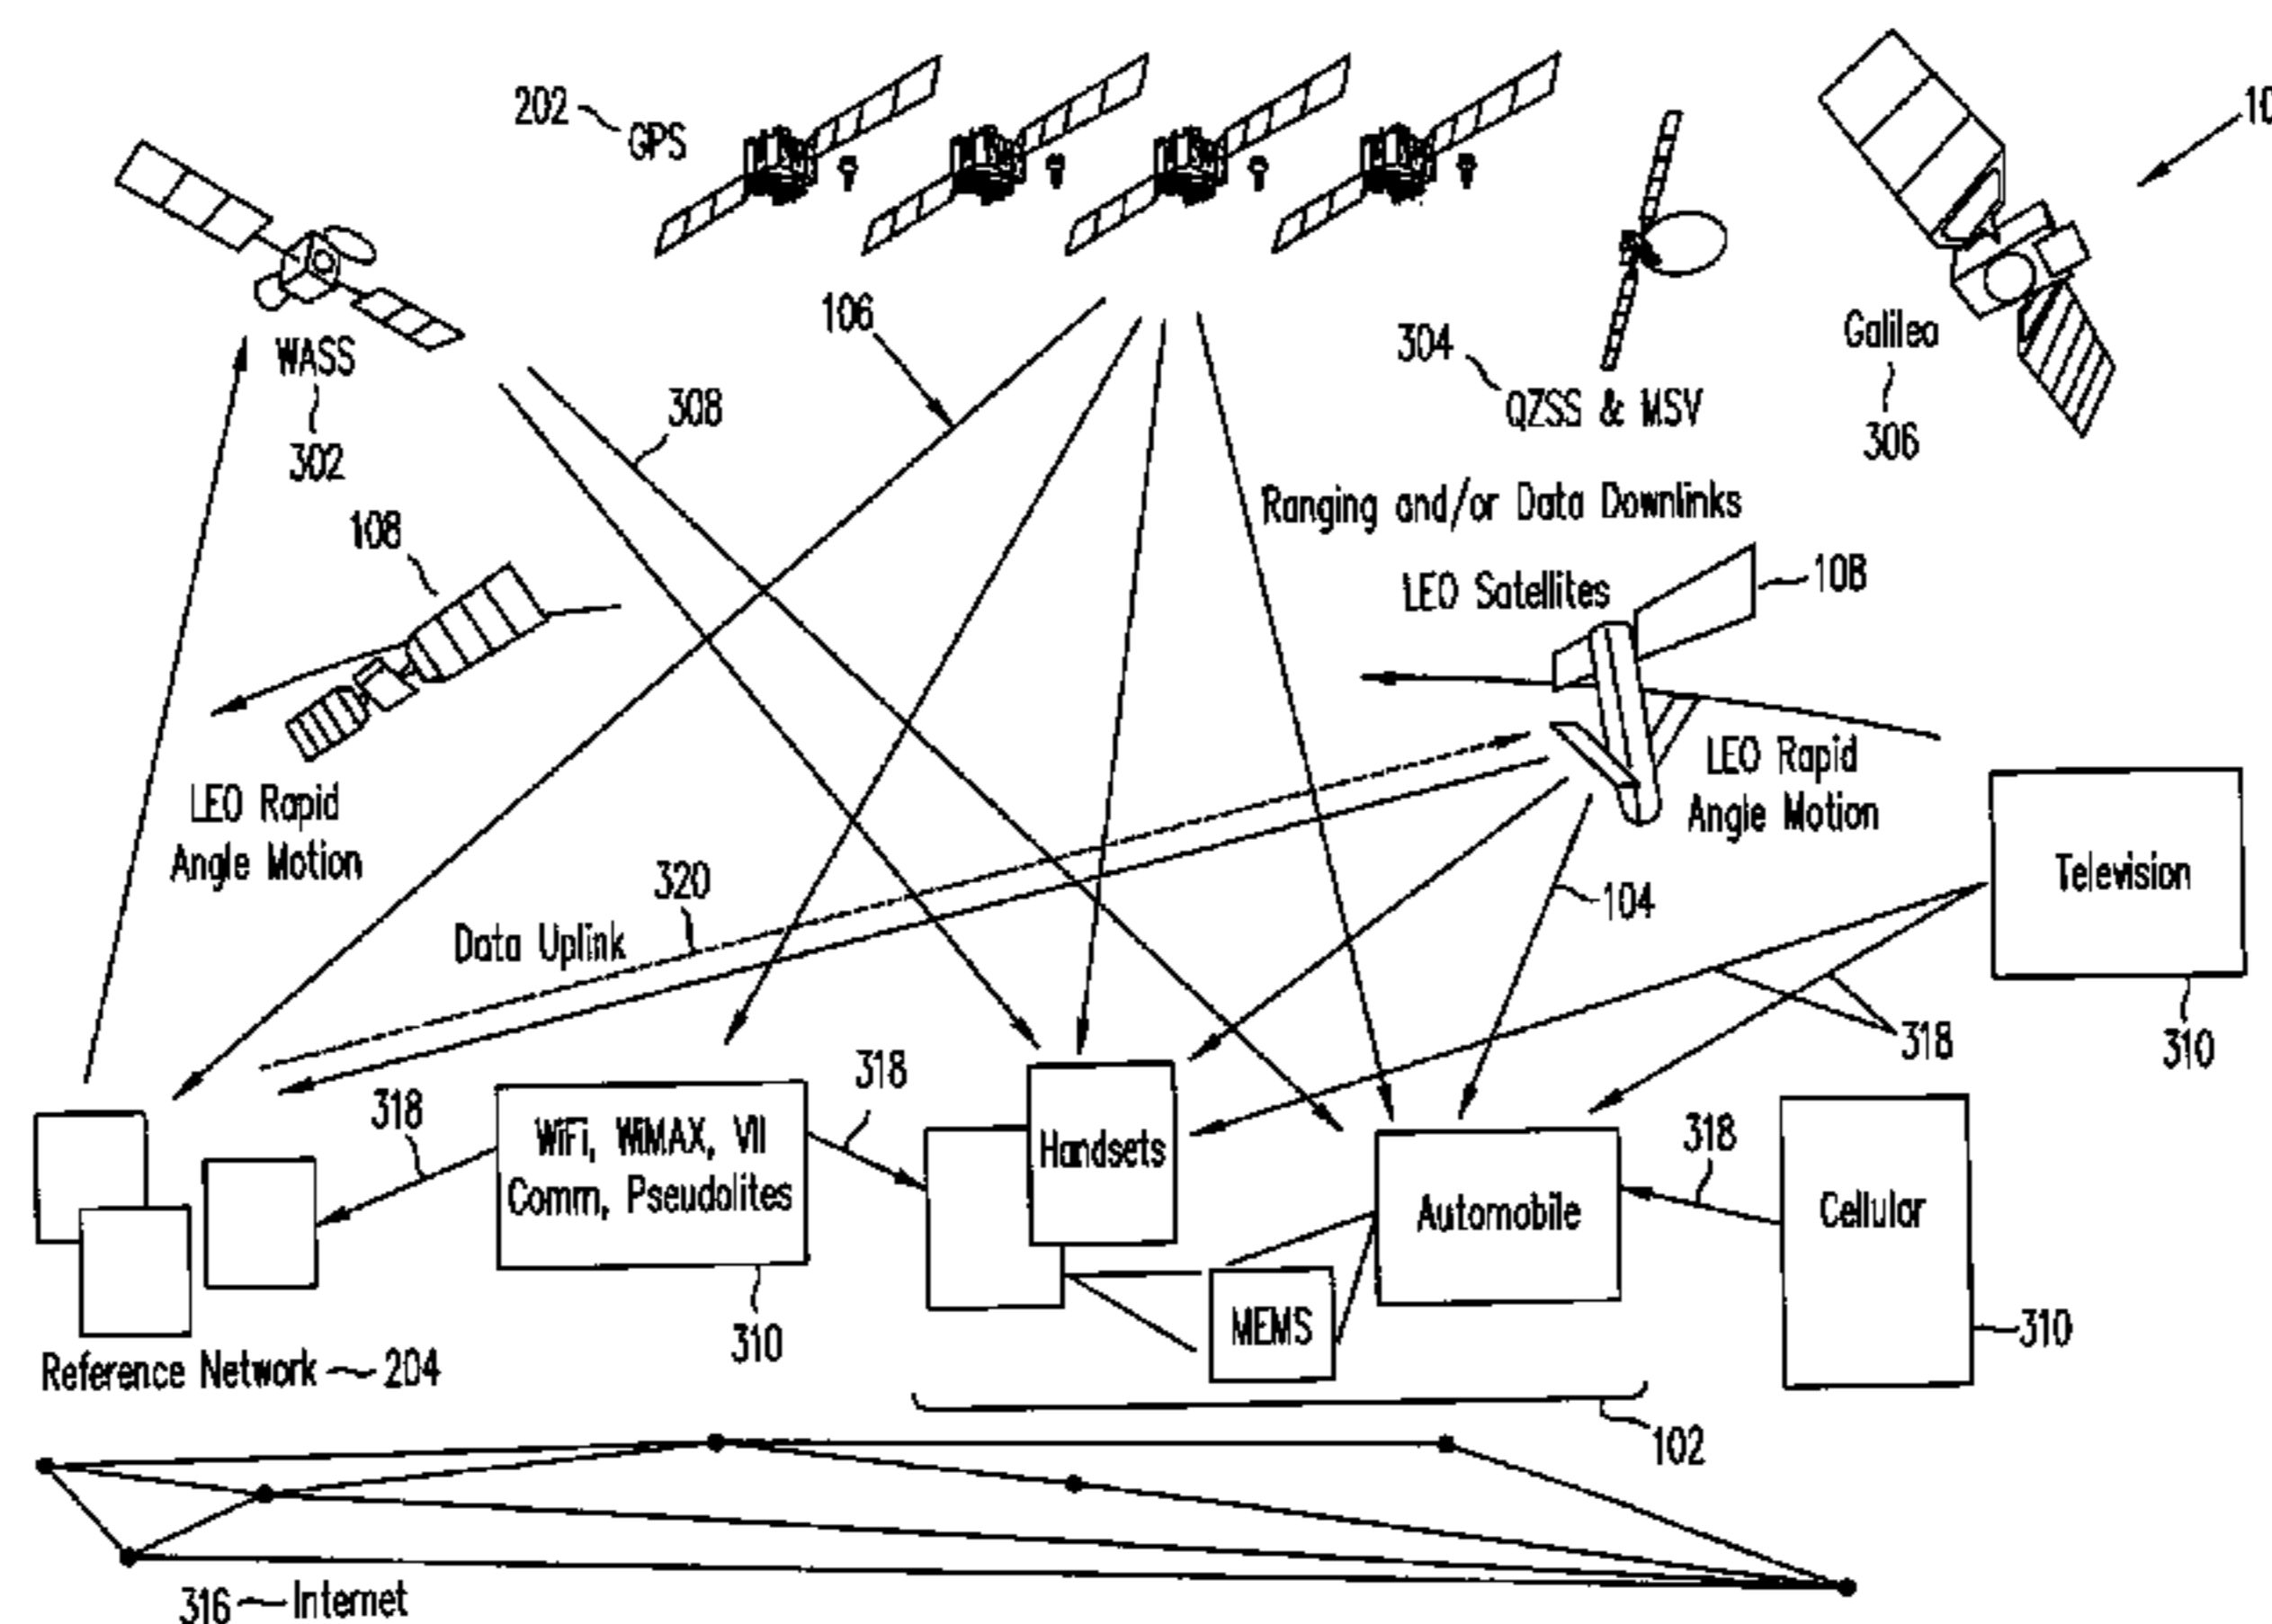 202
GPS
10
WASS
302
106
308
304
QZSS & MSV
Galileo
306
Ranging and/or Data Downlinks
108
LEO Satellites
108
LEO Rapid
Angle Motion
LEO Rapid
Angle Motion
Television
320
Data Uplink
104
318
310
318
WiFi, WiMAX, VII
Comm, Pseudolites
318
Handsets
Automobile
318
Cellular
310
MEMS
310
Reference Network
204
102
316
Internet